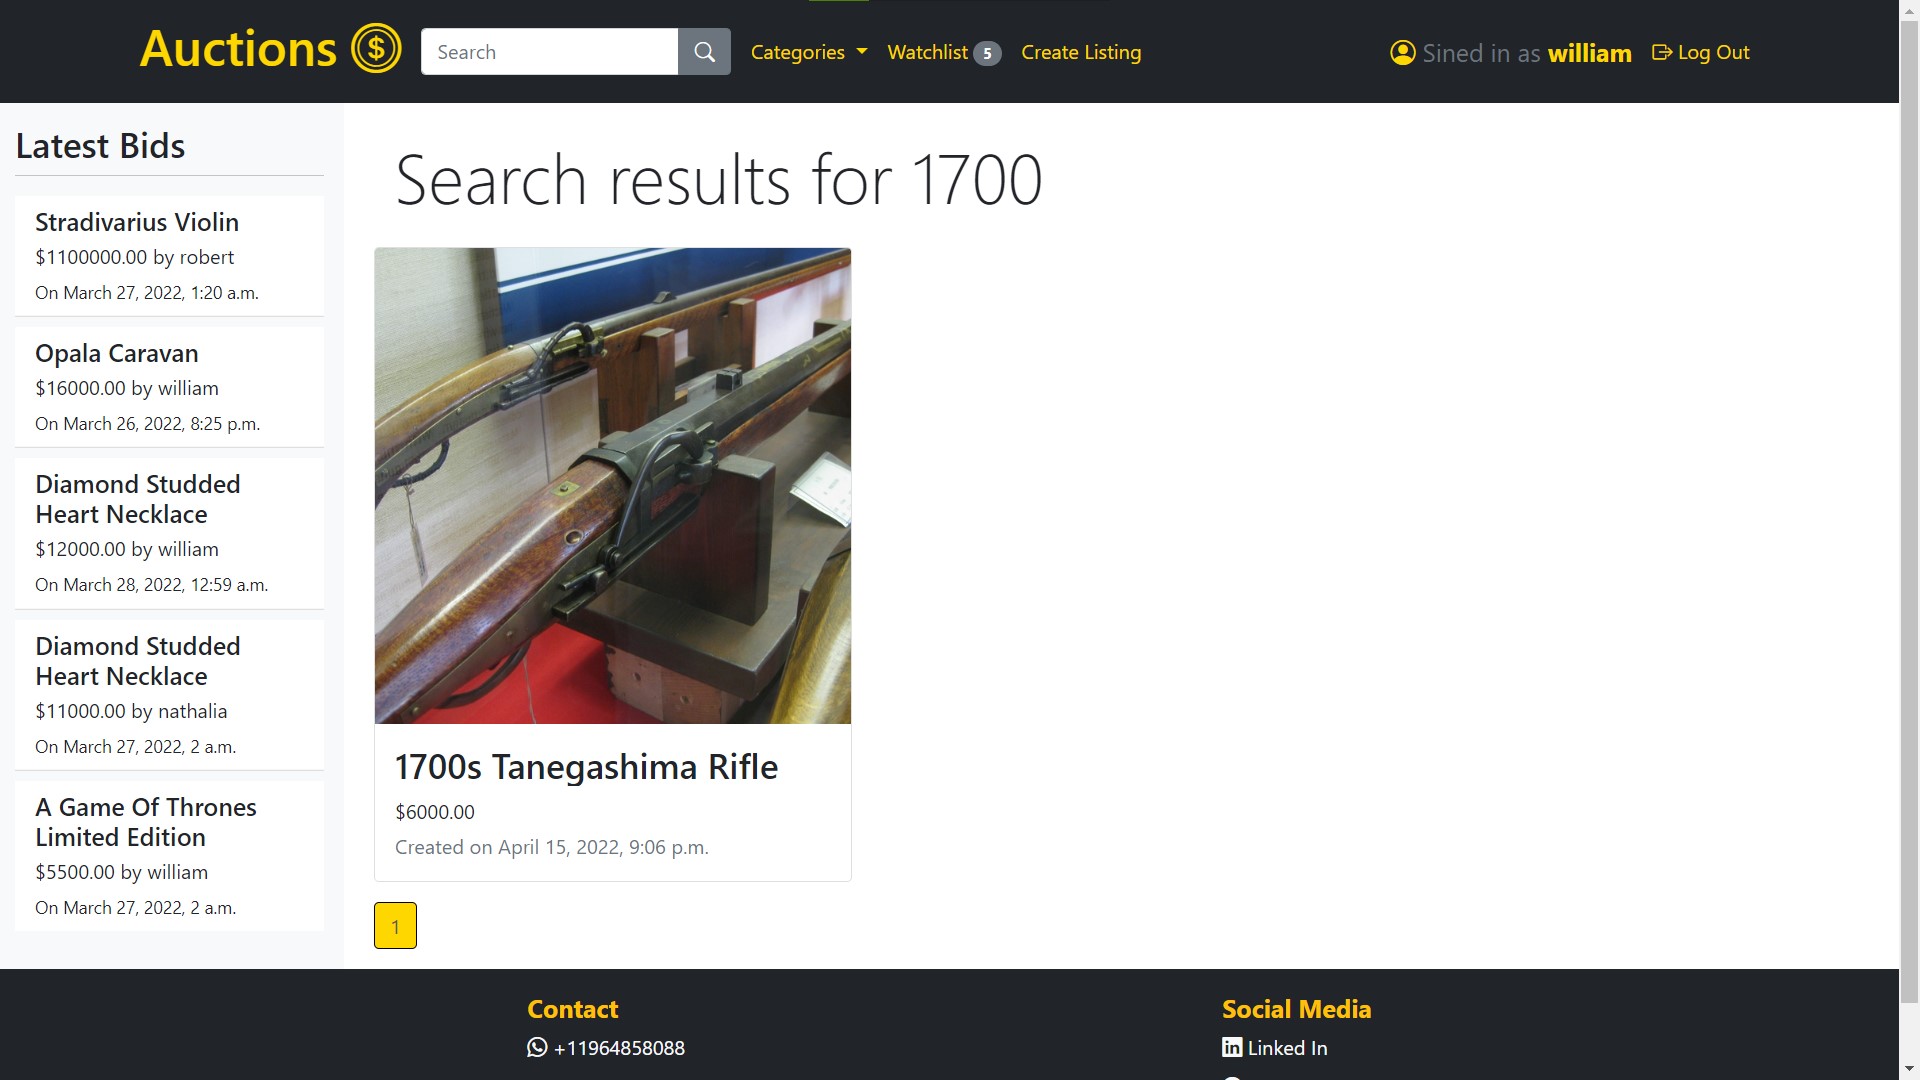 Auctions $
Search
Categories
Watchlist 5
Create Listing
Sined in as william
Log Out
Latest Bids
Stradivarius Violin
$1100000.00 by robert
On March 27, 2022, 1:20 a.m.
Opala Caravan
$16000.00 by william
On March 26, 2022, 8:25 p.m.
Diamond Studded
Heart Necklace
$12000.00 by william
On March 28, 2022, 12:59 a.m.
Diamond Studded
Heart Necklace
$11000.00 by nathalia
On March 27, 2022, 2 a.m.
A Game Of Thrones
Limited Edition
$5500.00 by william
On March 27, 2022, 2 a.m.
Search results for 1700
1700s Tanegashima Rifle
$6000.00
Created on April 15, 2022, 9:06 p.m.
1
Contact
+11964858088
Social Media
in Linked In